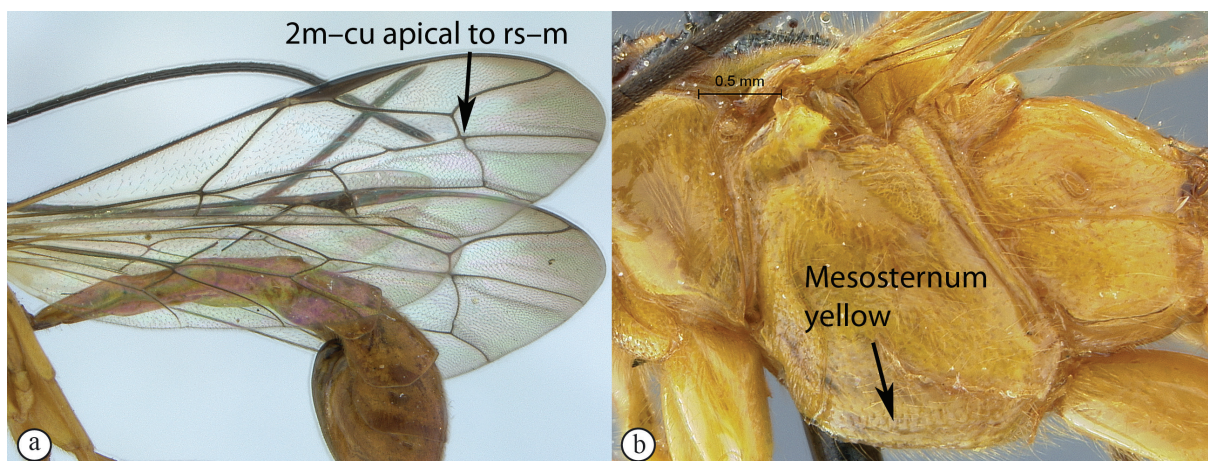 2m–cu apical to rs–m
0.5 mm
Mesosternum
yellow
a
b